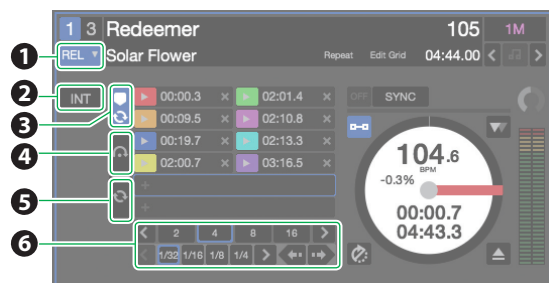 1 3 Redeemer 105 1M
1 REL Solar Flower Repeat Edit Grid 04:44.00
2 INT 00:00.3 × 02:01.4 × OFF SYNC
3 00:09.5 × 02:10.8 ×
4 00:19.7 × 02:13.3 ×
02:00.7 × 03:16.5 ×
104.6
BPM
-0.3%
00:00.7
04:43.3
5 +
+
6 < 2 4 8 16 >
< 1/32 1/16 1/8 1/4 >